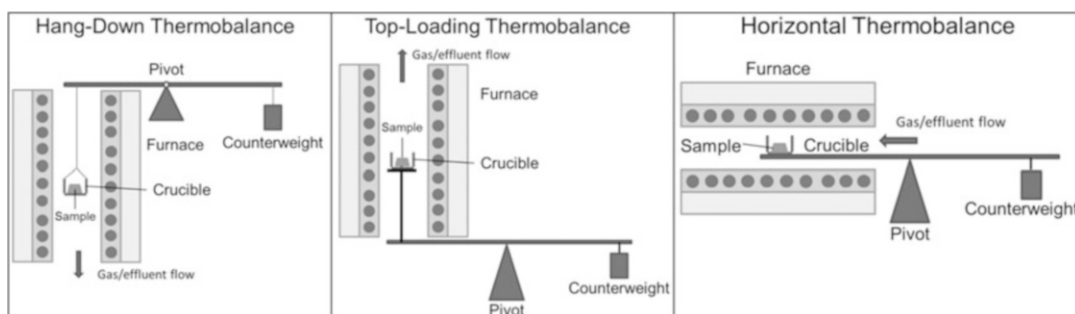 Hang-Down Thermobalance
Pivot
Furnace
Counterweight
Crucible
Sample
Gas/effluent flow
Top-Loading Thermobalance
Gas/effluent flow
Furnace
Sample
Crucible
Counterweight
Pivot
Horizontal Thermobalance
Furnace
Gas/effluent flow
Sample
Crucible
Counterweight
Pivot